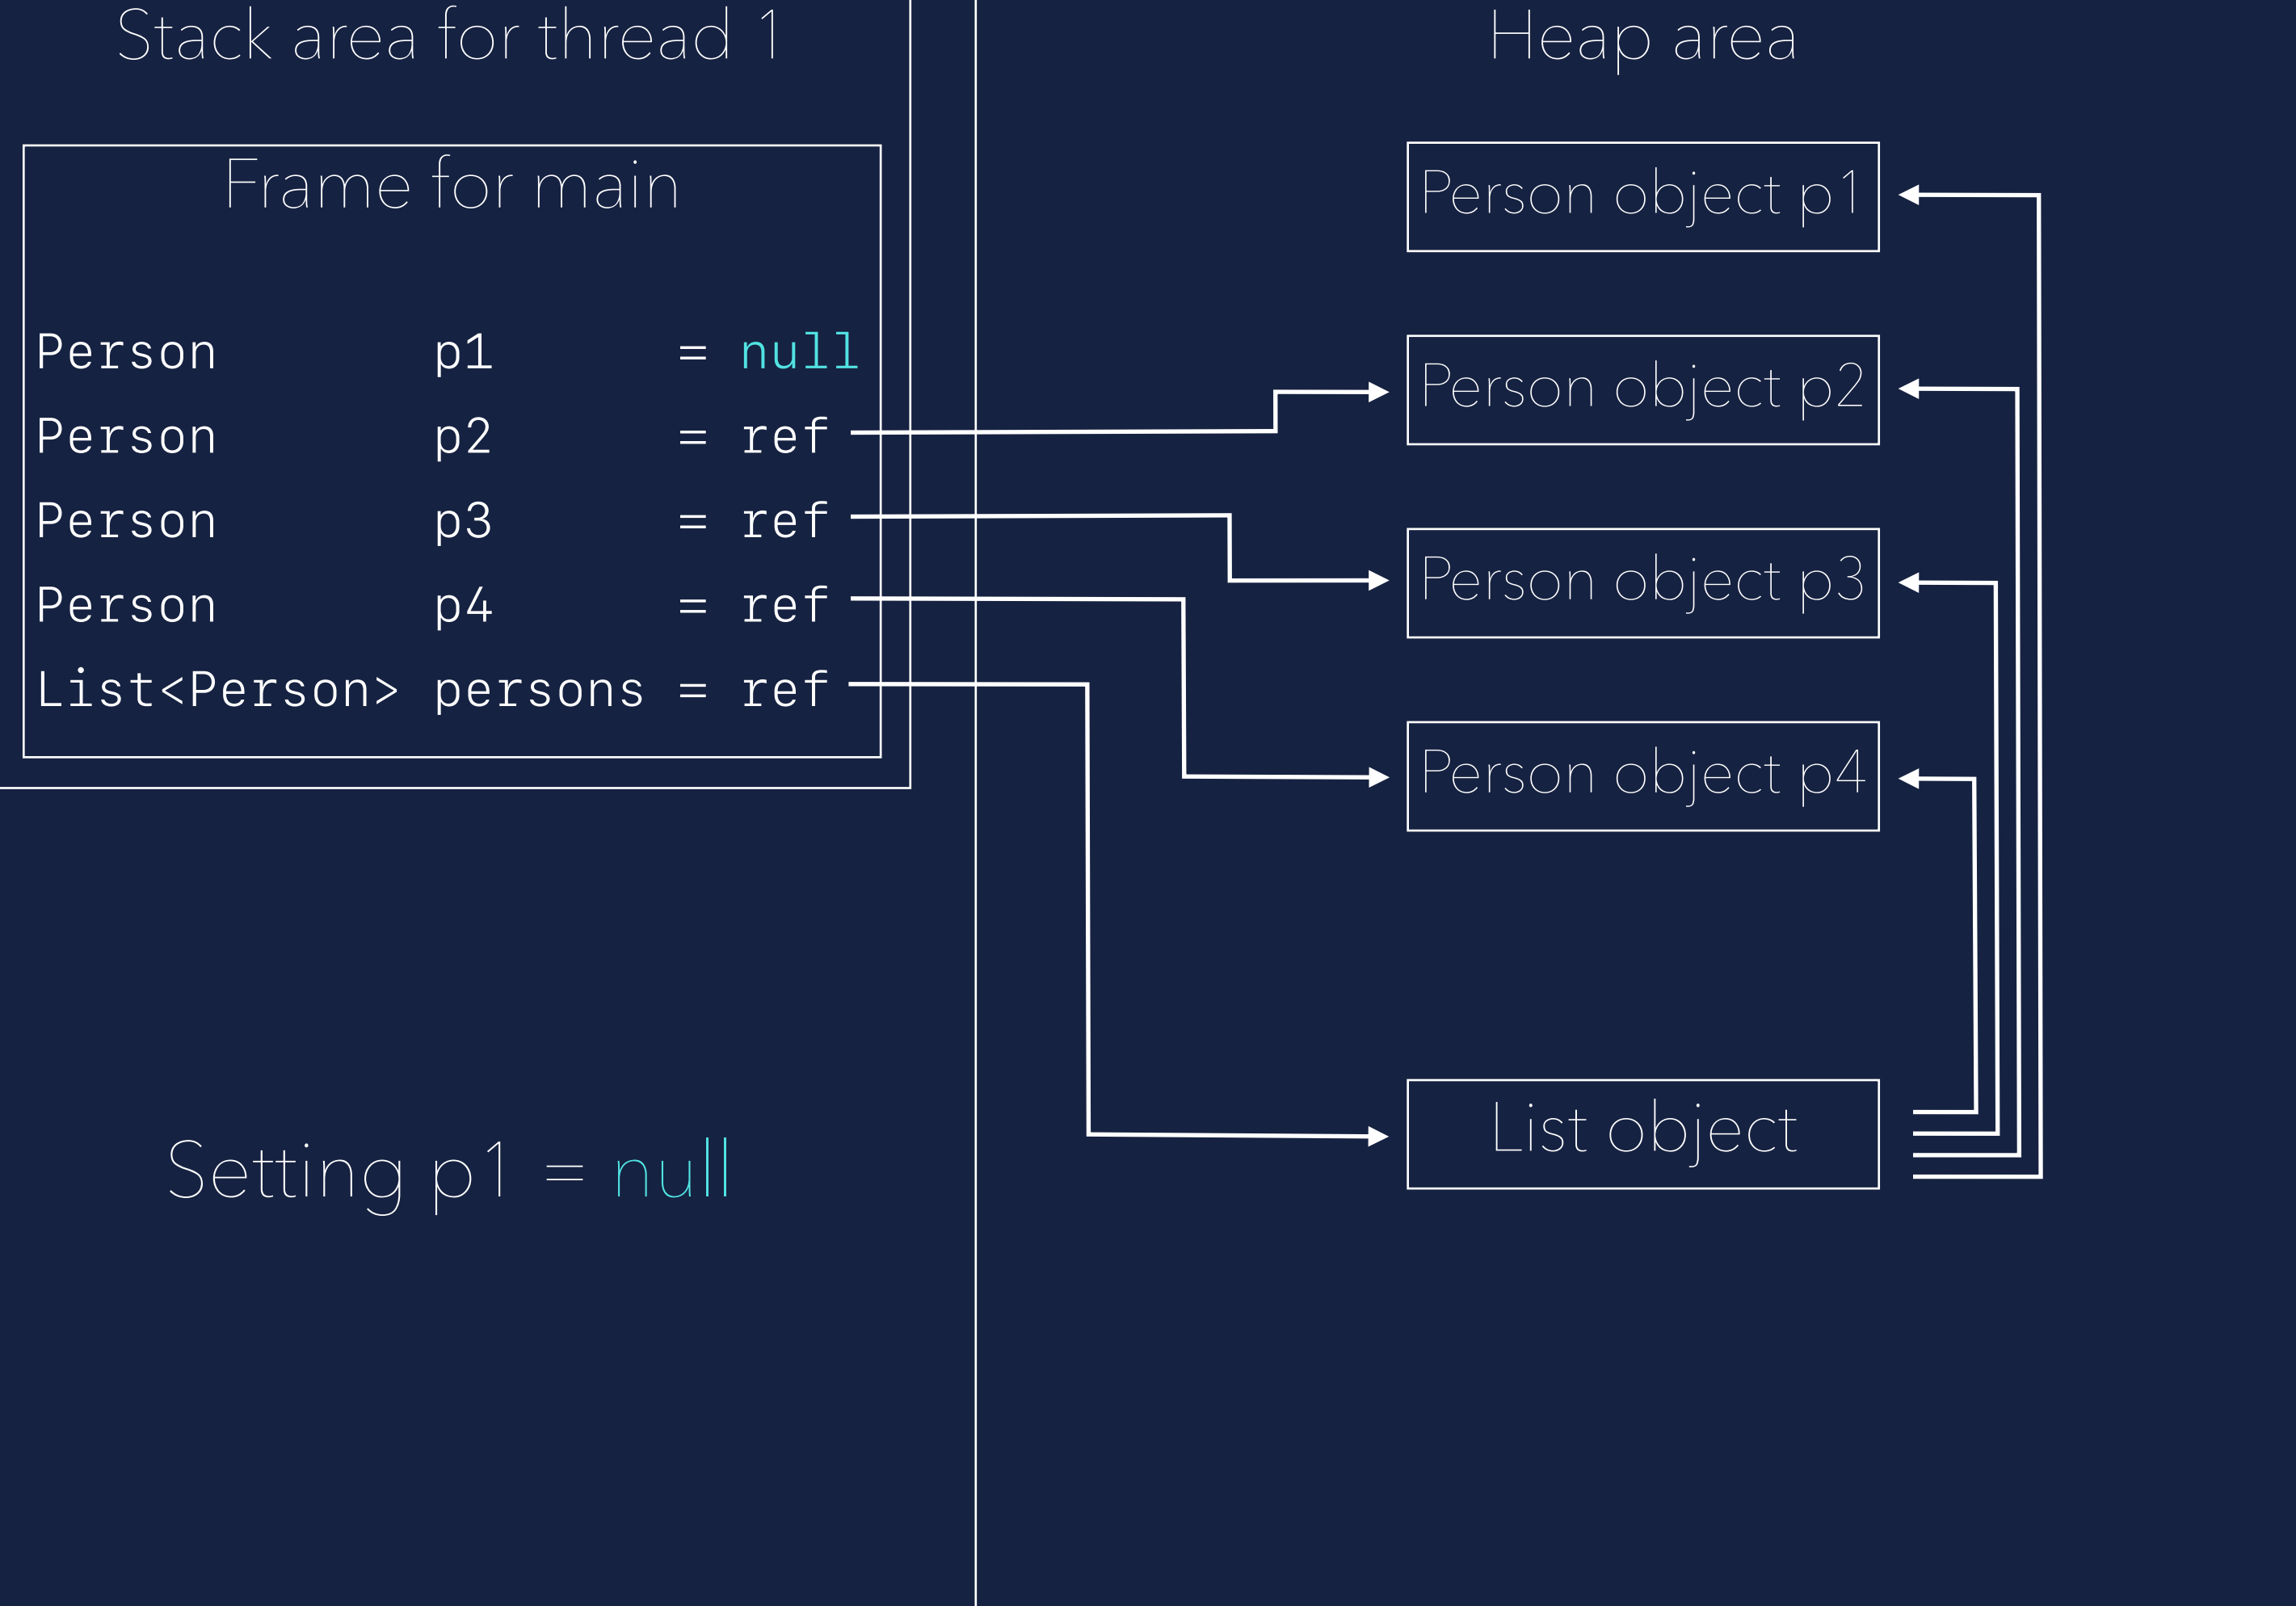 Stack area for thread 1
Frame for main
Person p1 = null
Person p2 = ref
Person p3 = ref
Person p4 = ref
List<Person> persons = ref
Setting p1 = null
Heap area
Person object p1
Person object p2
Person object p3
Person object p4
List object